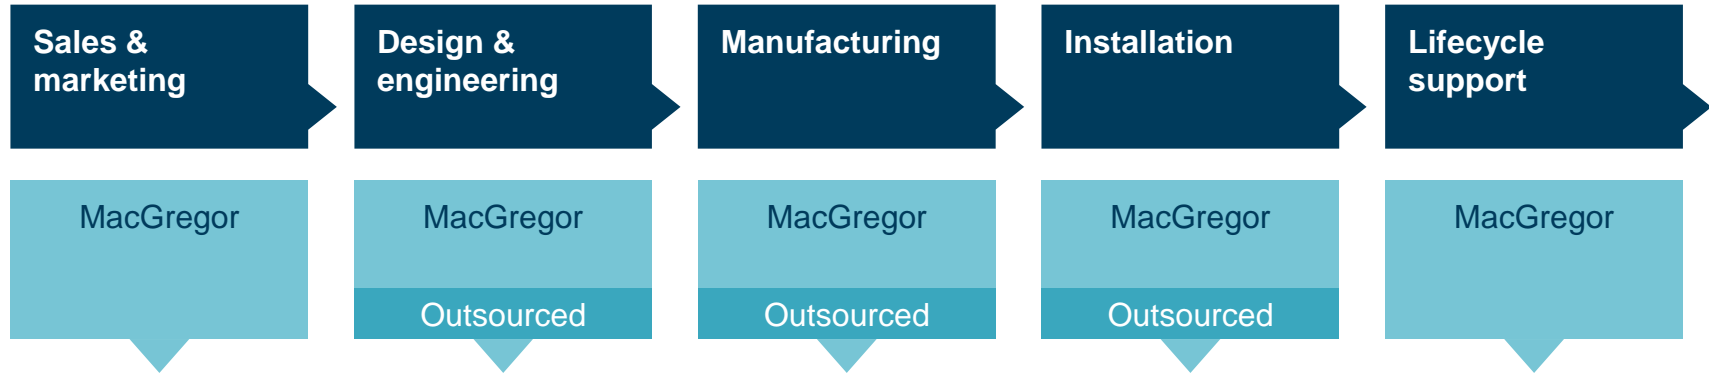 Sales &
marketing
Design &
engineering
Manufacturing
Installation
Lifecycle
support
MacGregor
MacGregor
MacGregor
MacGregor
MacGregor
Outsourced
Outsourced
Outsourced